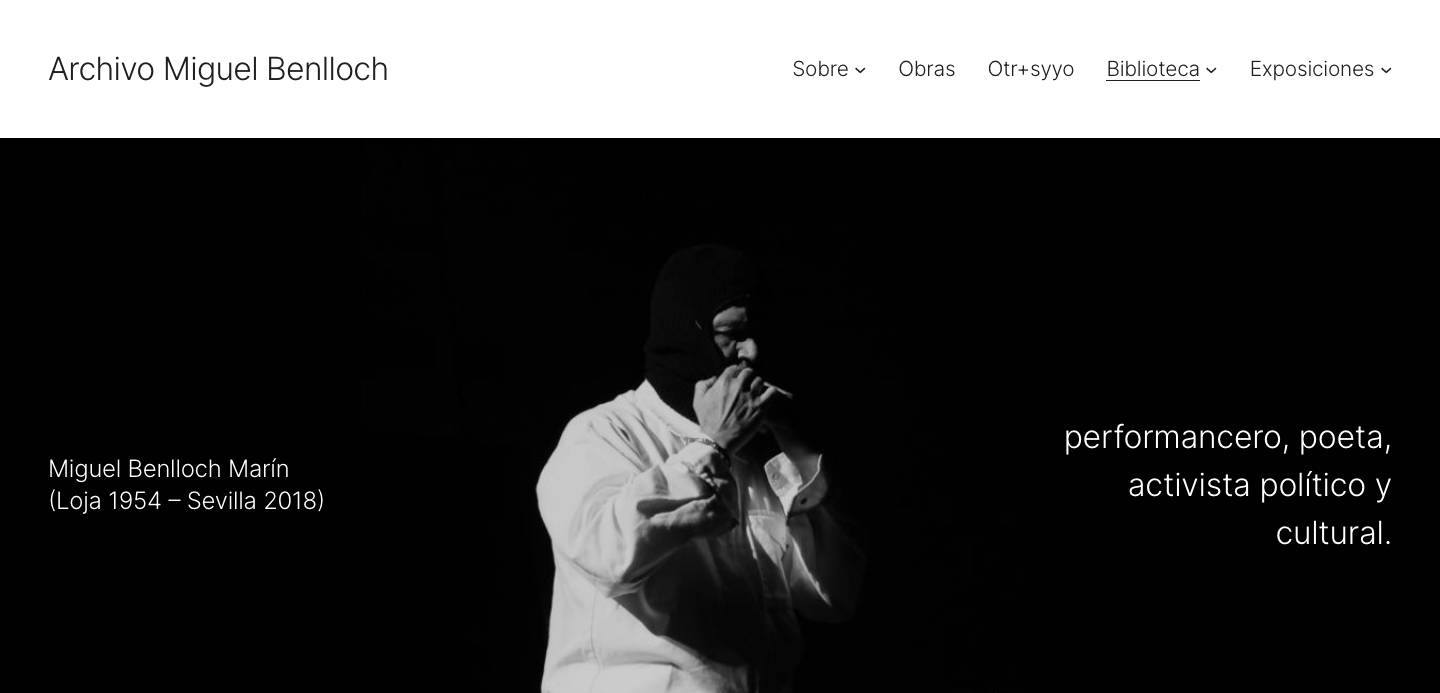 Archivo Miguel Benlloch
Sobre
Obras
Otr+syyo
Biblioteca
Exposiciones
Miguel Benlloch Marín
(Loja 1954 – Sevilla 2018)
performancero, poeta,
activista político y
cultural.